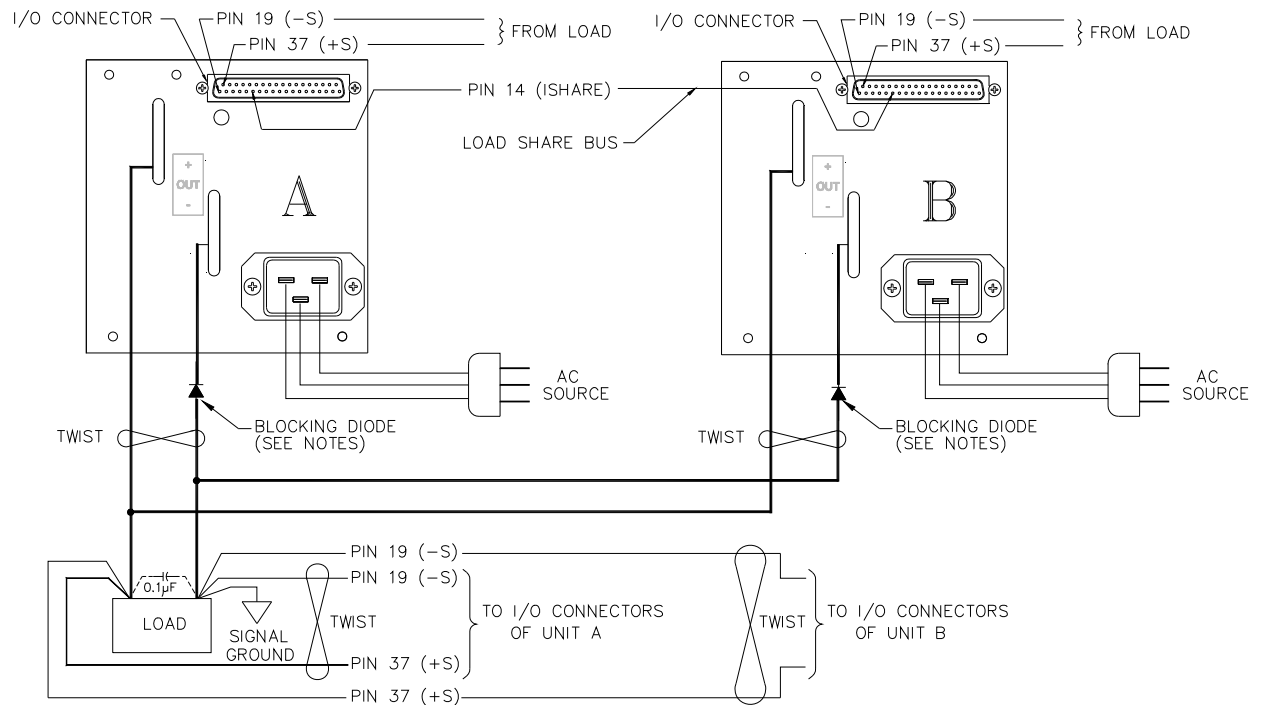 I/O CONNECTOR
PIN 19 (-S)
PIN 37 (+S)
FROM LOAD
I/O CONNECTOR
PIN 19 (-S)
PIN 37 (+S)
FROM LOAD
PIN 14 (ISHARE)
LOAD SHARE BUS
+
OUT
-
A
+
OUT
-
B
AC
SOURCE
AC
SOURCE
BLOCKING DIODE
(SEE NOTES)
TWIST
BLOCKING DIODE
(SEE NOTES)
TWIST
PIN 19 (-S)
PIN 19 (-S)
0.1µF
LOAD
SIGNAL
GROUND
TWIST
TO I/O CONNECTORS
OF UNIT A
TWIST
TO I/O CONNECTORS
OF UNIT B
PIN 37 (+S)
PIN 37 (+S)